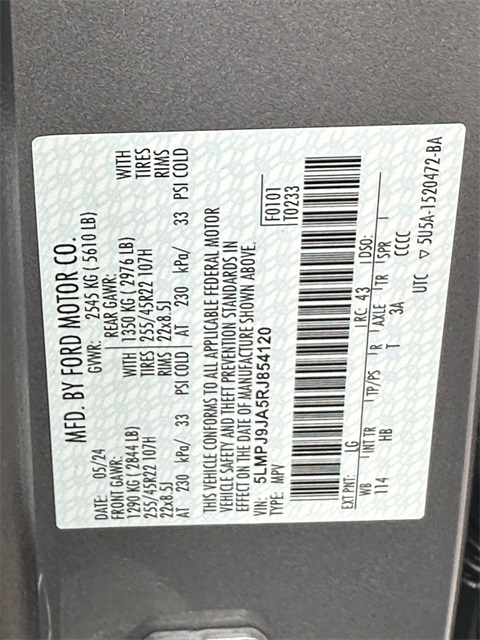 MFD. BY FORD MOTOR CO.
DATE: 05/24 GVWR: 2545 KG ( 5610 LB)
FRONT GAWR: REAR GAWR:
1290 KG ( 2844 LB) WITH 1350 KG ( 2976 LB) WITH
255/45R22 107H TIRES 255/45R22 107H TIRES
22x8.5J RIMS 22x8.5J RIMS
AT 230 kPa/ 33 PSI COLD AT 230 kPa/ 33 PSI COLD
THIS VEHICLE CONFORMS TO ALL APPLICABLE FEDERAL MOTOR
VEHICLE SAFETY AND THEFT PREVENTION STANDARDS IN
EFFECT ON THE DATE OF MANUFACTURE SHOWN ABOVE.
VIN: 5LMPJ9JA5RJ854120 F0101
TYPE: MPV T0233
EXT PNT: LG RC: 43 DSO:
WB INT TR TP/PS R AXLE TR SPR
114 HB T 3A CCCC
UTC ▽ 5U5A-1520472-BA